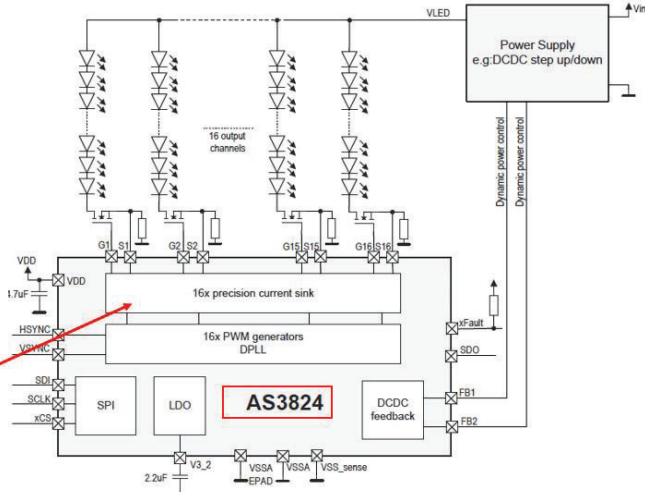 VLED
Vin
Power Supply
e.g:DCDC step up/down
16 output
channels
Dynamic power control
Dynamic power control
G1 S1
G2 S2
G15 S15
G16 S16
VDD
VDD
16x precision current sink
HSYNC
16x PWM generators
DPLL
VSYNC
xFault
SDO
SDI
SCLK
xCS
SPI
LDO
AS3824
DCDC
feedback
FB1
FB2
V3_2
2.2uF
VSSA
EPAD
VSSA
VSS_sense